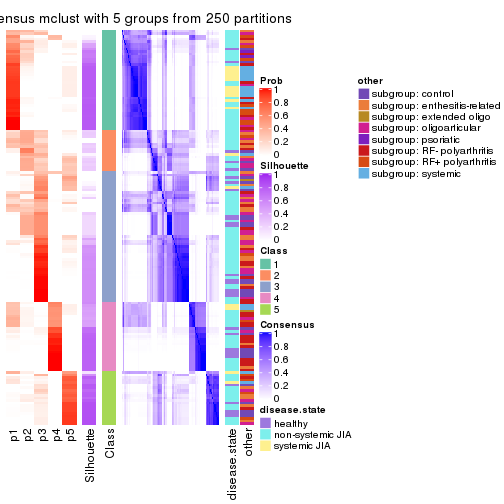 ensus mclust with 5 groups from 250 partitions
p1
p2
p3
p4
p5
Silhouette
Class
disease.state
other
Prob
1
0.8
0.6
0.4
0.2
0
Silhouette
1
0.8
0.6
0.4
0.2
0
Class
1
2
3
4
5
Consensus
1
0.8
0.6
0.4
0.2
0
disease.state
healthy
non-systemic JIA
systemic JIA
other
subgroup: control
subgroup: enthesitis-related
subgroup: extended oligo
subgroup: oligoarticular
subgroup: psoriatic
subgroup: RF- polyarthritis
subgroup: RF+ polyarthritis
subgroup: systemic